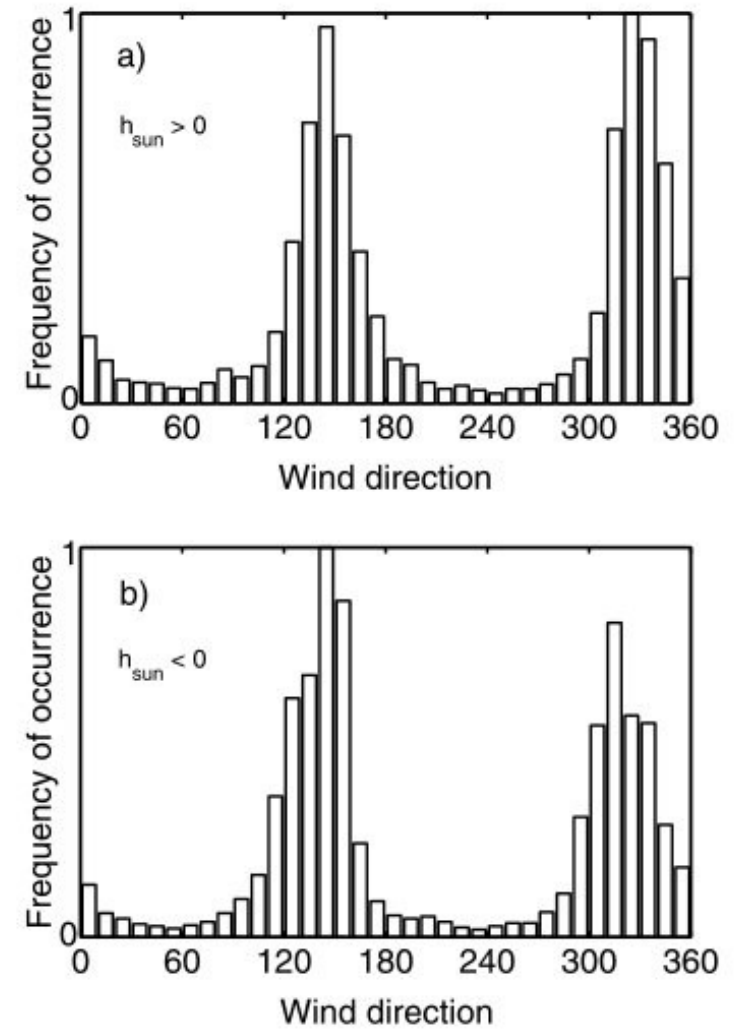 Frequency of occurrence
1
a)
h_sun > 0
0
0 60 120 180 240 300 360
Wind direction
Frequency of occurrence
1
b)
h_sun < 0
0
0 60 120 180 240 300 360
Wind direction